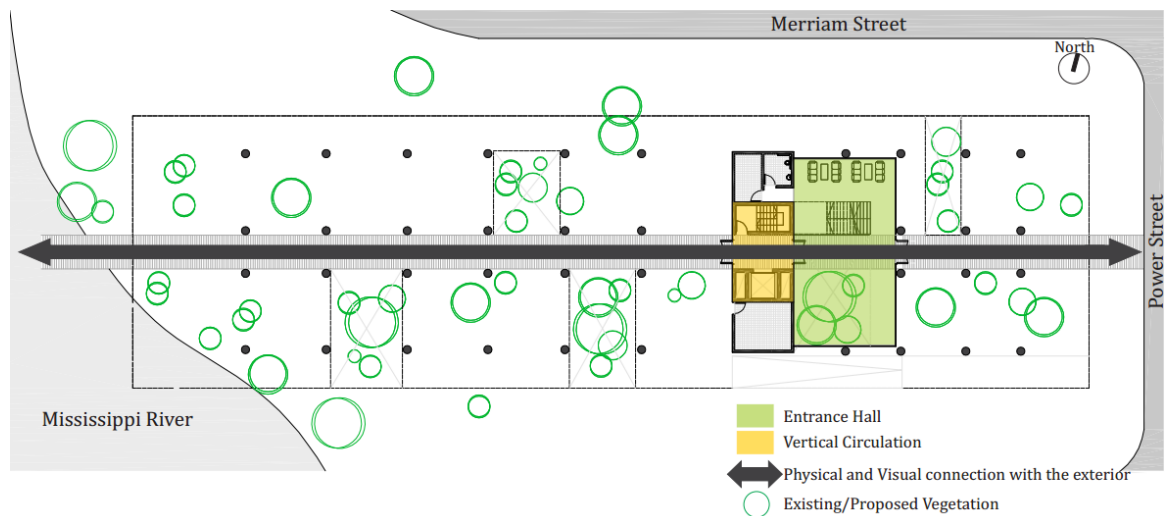 Merriam Street
North
Power Street
Mississippi River
Entrance Hall
Vertical Circulation
Physical and Visual connection with the exterior
Existing/Proposed Vegetation